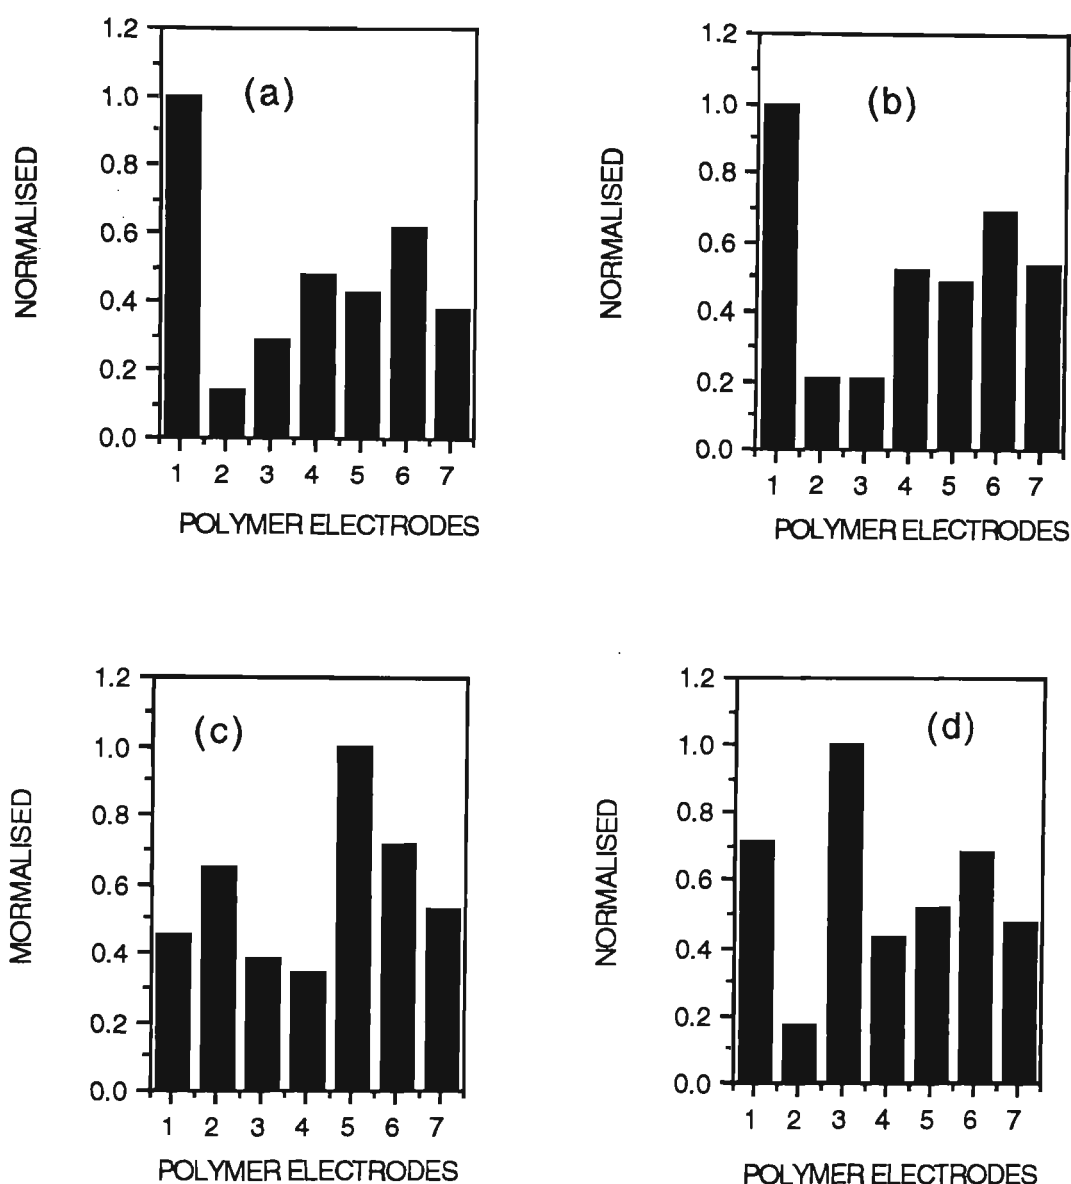 1.2
1.0
0.8
0.6
0.4
0.2
0.0
NORMALISED
(a)
1 2 3 4 5 6 7
POLYMER ELECTRODES
1.2
1.0
0.8
0.6
0.4
0.2
0.0
NORMALISED
(b)
1 2 3 4 5 6 7
POLYMER ELECTRODES
1.2
1.0
0.8
0.6
0.4
0.2
0.0
MORMALISED
(c)
1 2 3 4 5 6 7
POLYMER ELECTRODES
1.2
1.0
0.8
0.6
0.4
0.2
0.0
NORMALISED
(d)
1 2 3 4 5 6 7
POLYMER ELECTRODES